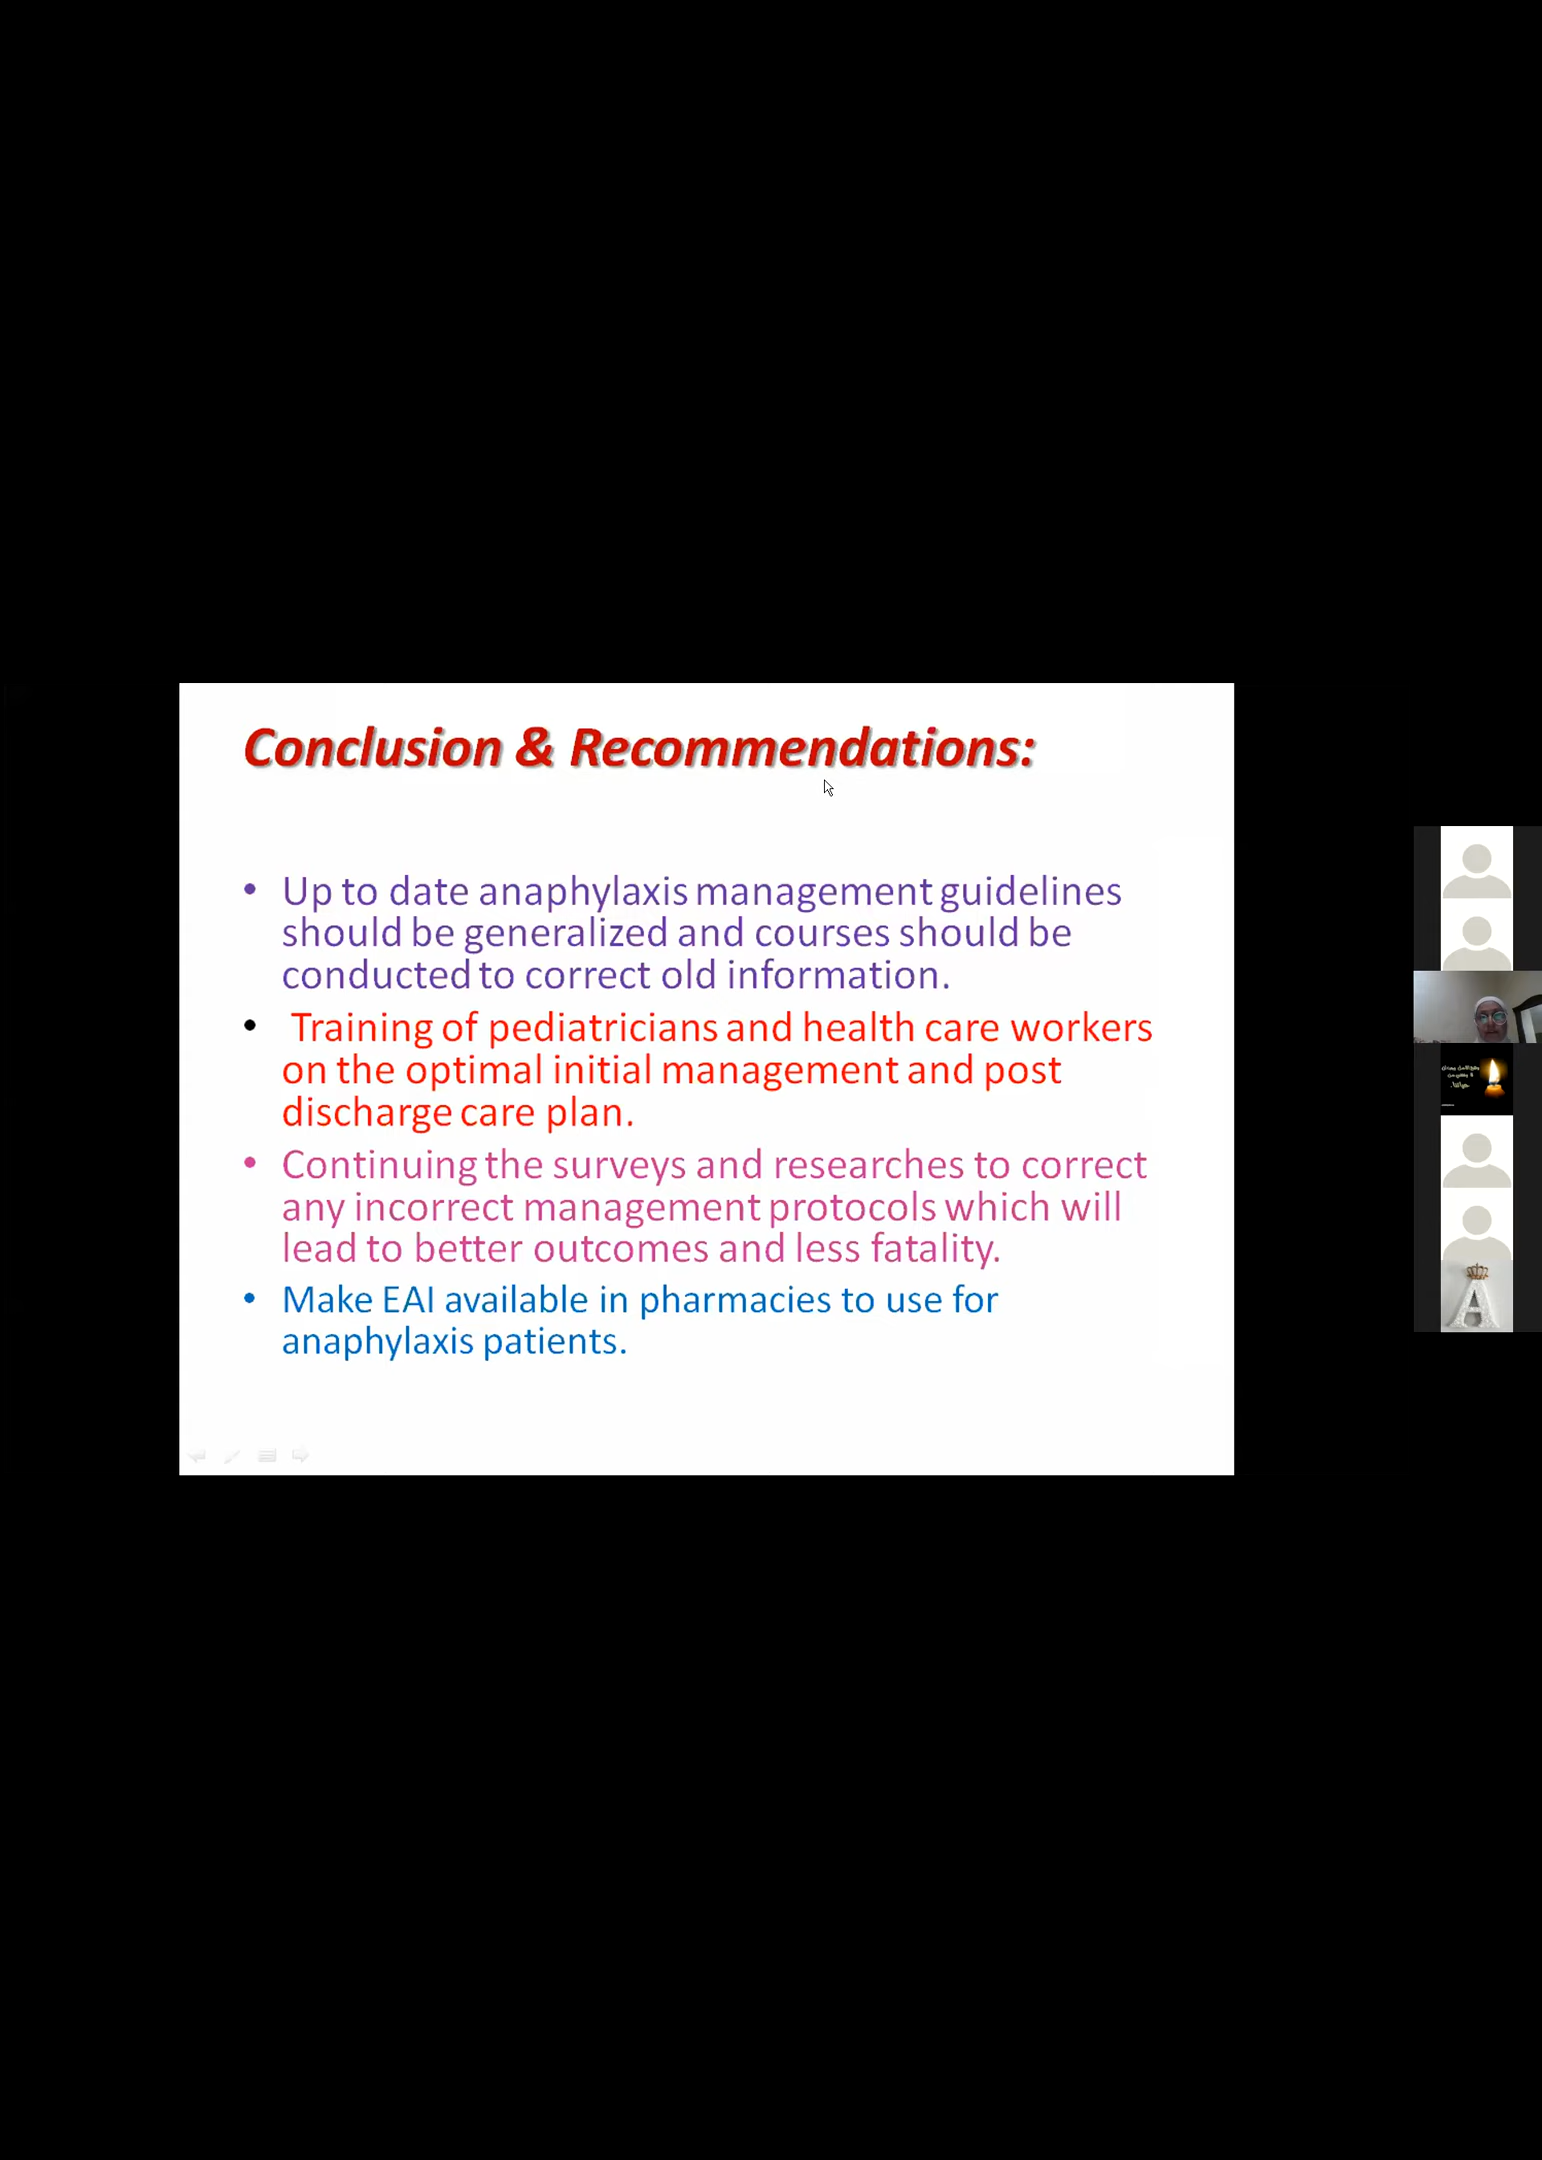 Conclusion & Recommendations:
• Up to date anaphylaxis management guidelines
should be generalized and courses should be
conducted to correct old information.
• Training of pediatricians and health care workers
on the optimal initial management and post
discharge care plan.
• Continuing the surveys and researches to correct
any incorrect management protocols which will
lead to better outcomes and less fatality.
• Make EAI available in pharmacies to use for
anaphylaxis patients.
A